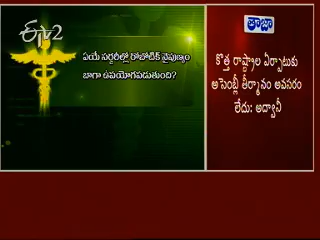 ETV2
ఏయే సర్జరీల్లో రోబోటిక్ నైపుణ్యం
బాగా ఉపయోగపడుతుంది?
తాజా
కొత్త రాష్ట్రాల ఏర్పాటుకు
అసెంబ్లీ తీర్మానం అవసరం
లేదు: అద్వానీ